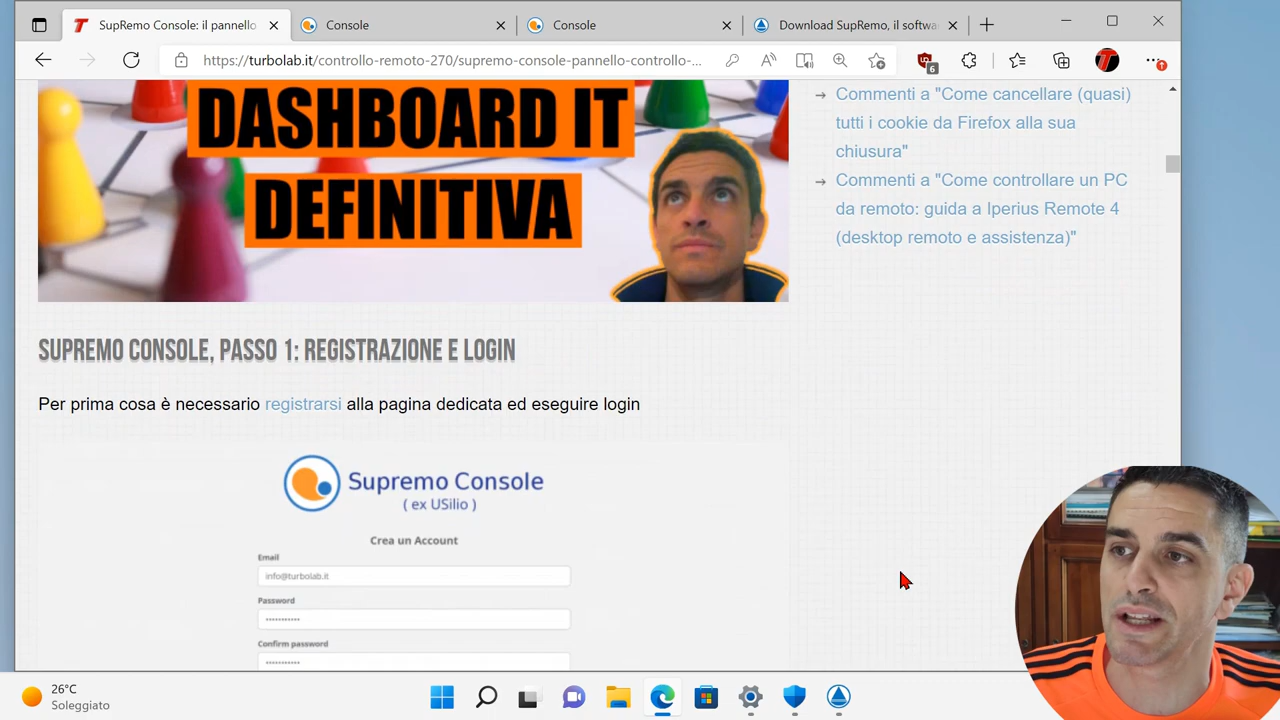 SupRemo Console: il pannello
Console
Console
Download SupRemo, il softwa
https://turbolab.it/controllo-remoto-270/supremo-console-pannello-controllo-...
6
DASHBOARD IT
DEFINITIVA
→ Commenti a "Come cancellare (quasi)
tutti i cookie da Firefox alla sua
chiusura"
→ Commenti a "Come controllare un PC
da remoto: guida a Iperius Remote 4
(desktop remoto e assistenza)"
SUPREMO CONSOLE, PASSO 1: REGISTRAZIONE E LOGIN
Per prima cosa è necessario registrarsi alla pagina dedicata ed eseguire login
Supremo Console
( ex USilio )
Crea un Account
Email
info@turbolab.it
Password
Confirm password
26°C
Soleggiato